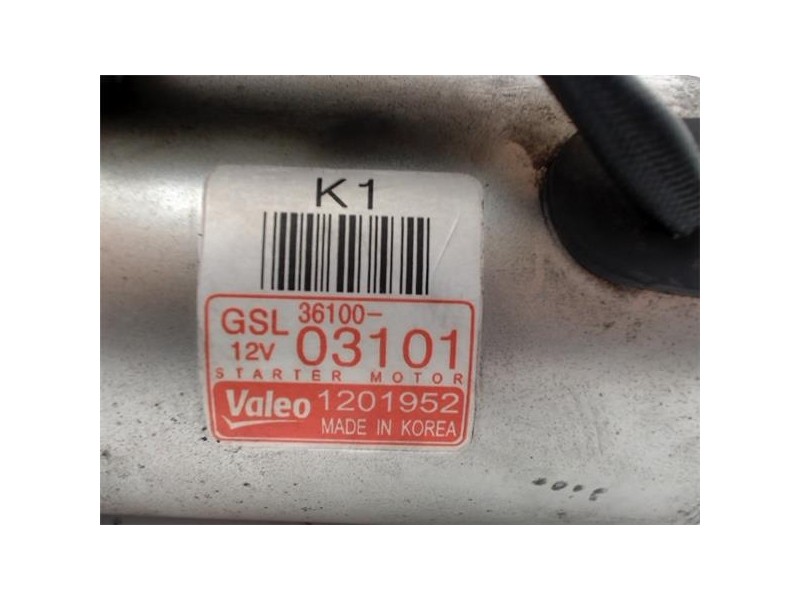 K1
GSL 36100-
12V 03101
STARTER MOTOR
Valeo 1201952
MADE IN KOREA